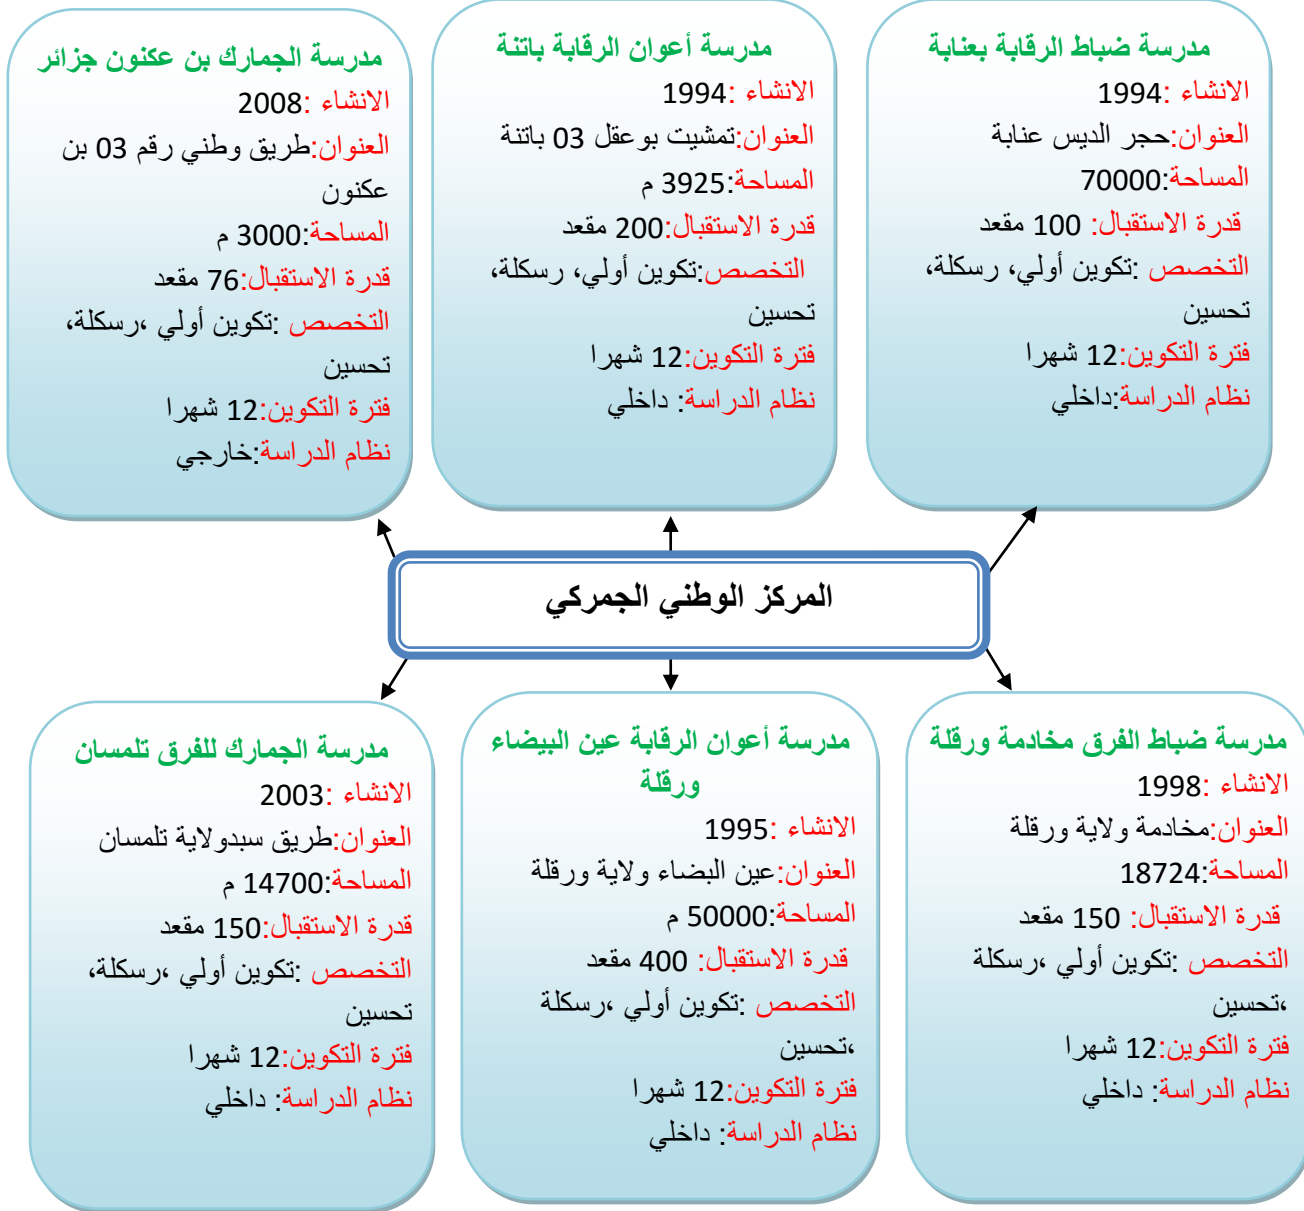 مدرسة ضباط الرقابة بعنابة
الانشاء :1994
العنوان:حجر الديس عنابة
المساحة:70000
قدرة الاستقبال: 100 مقعد
التخصص :تكوين أولي، رسكلة،
تحسين
فترة التكوين:12 شهرا
نظام الدراسة:داخلي
مدرسة أعوان الرقابة باتنة
الانشاء :1994
العنوان:تمشيت بوعقل 03 باتنة
المساحة:3925 م
قدرة الاستقبال:200 مقعد
التخصص:تكوين أولي، رسكلة،
تحسين
فترة التكوين:12 شهرا
نظام الدراسة: داخلي
مدرسة الجمارك بن عكنون جزائر
الانشاء :2008
العنوان:طريق وطني رقم 03 بن
عكنون
المساحة:3000 م
قدرة الاستقبال:76 مقعد
التخصص :تكوين أولي ،رسكلة،
تحسين
فترة التكوين:12 شهرا
نظام الدراسة:خارجي
المركز الوطني الجمركي
مدرسة ضباط الفرق مخادمة ورقلة
الانشاء :1998
العنوان:مخادمة ولاية ورقلة
المساحة:18724
قدرة الاستقبال: 150 مقعد
التخصص :تكوين أولي ،رسكلة
،تحسين
فترة التكوين:12 شهرا
نظام الدراسة: داخلي
مدرسة أعوان الرقابة عين البيضاء
ورقلة
الانشاء :1995
العنوان:عين البضاء ولاية ورقلة
المساحة:50000 م
قدرة الاستقبال: 400 مقعد
التخصص :تكوين أولي ،رسكلة
،تحسين
فترة التكوين:12 شهرا
نظام الدراسة: داخلي
مدرسة الجمارك للفرق تلمسان
الانشاء :2003
العنوان:طريق سبدولاية تلمسان
المساحة:14700 م
قدرة الاستقبال:150 مقعد
التخصص :تكوين أولي ،رسكلة،
تحسين
فترة التكوين:12 شهرا
نظام الدراسة: داخلي